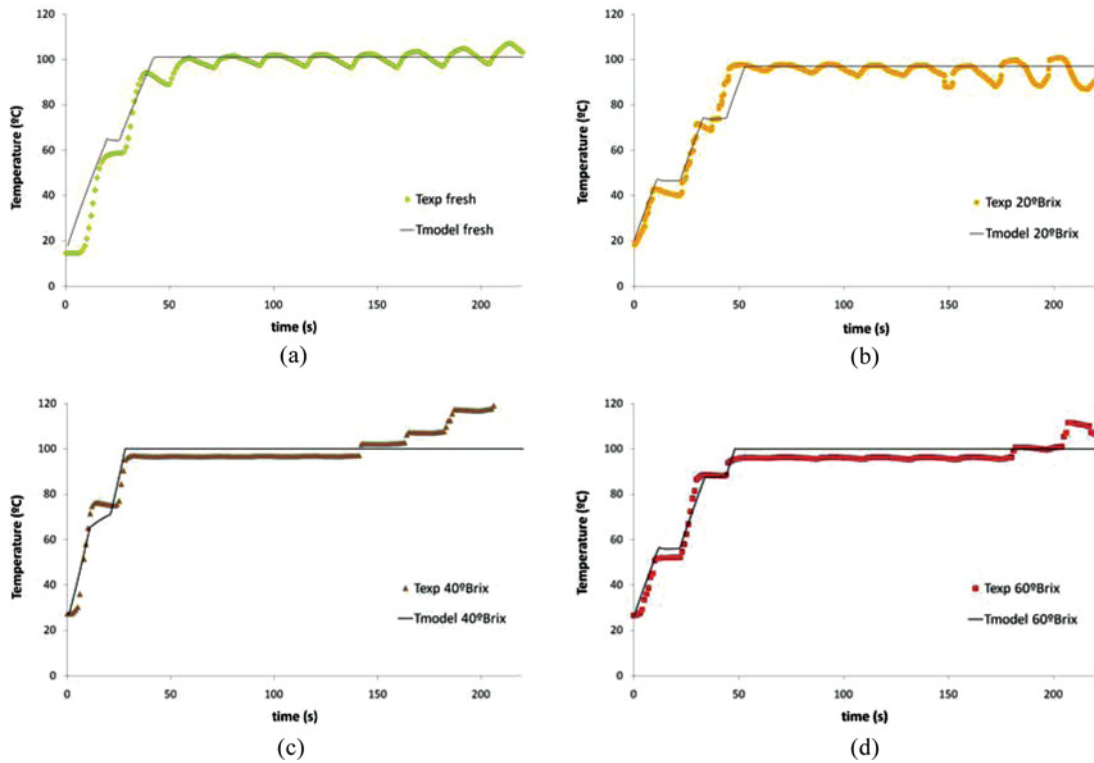 120
100
80
60
40
20
0
Temperature (ºC)
0 50 100 150 200
time (s)
Texp fresh
Tmodel fresh
(a)
120
100
80
60
40
20
0
Temperature (ºC)
0 50 100 150 200
time (s)
Texp 20ºBrix
Tmodel 20ºBrix
(b)
120
100
80
60
40
20
0
Temperature (ºC)
0 50 100 150 200
time (s)
Texp 40ºBrix
Tmodel 40ºBrix
(c)
120
100
80
60
40
20
0
Temperature (ºC)
0 50 100 150 200
time (s)
Texp 60ºBrix
Tmodel 60ºBrix
(d)